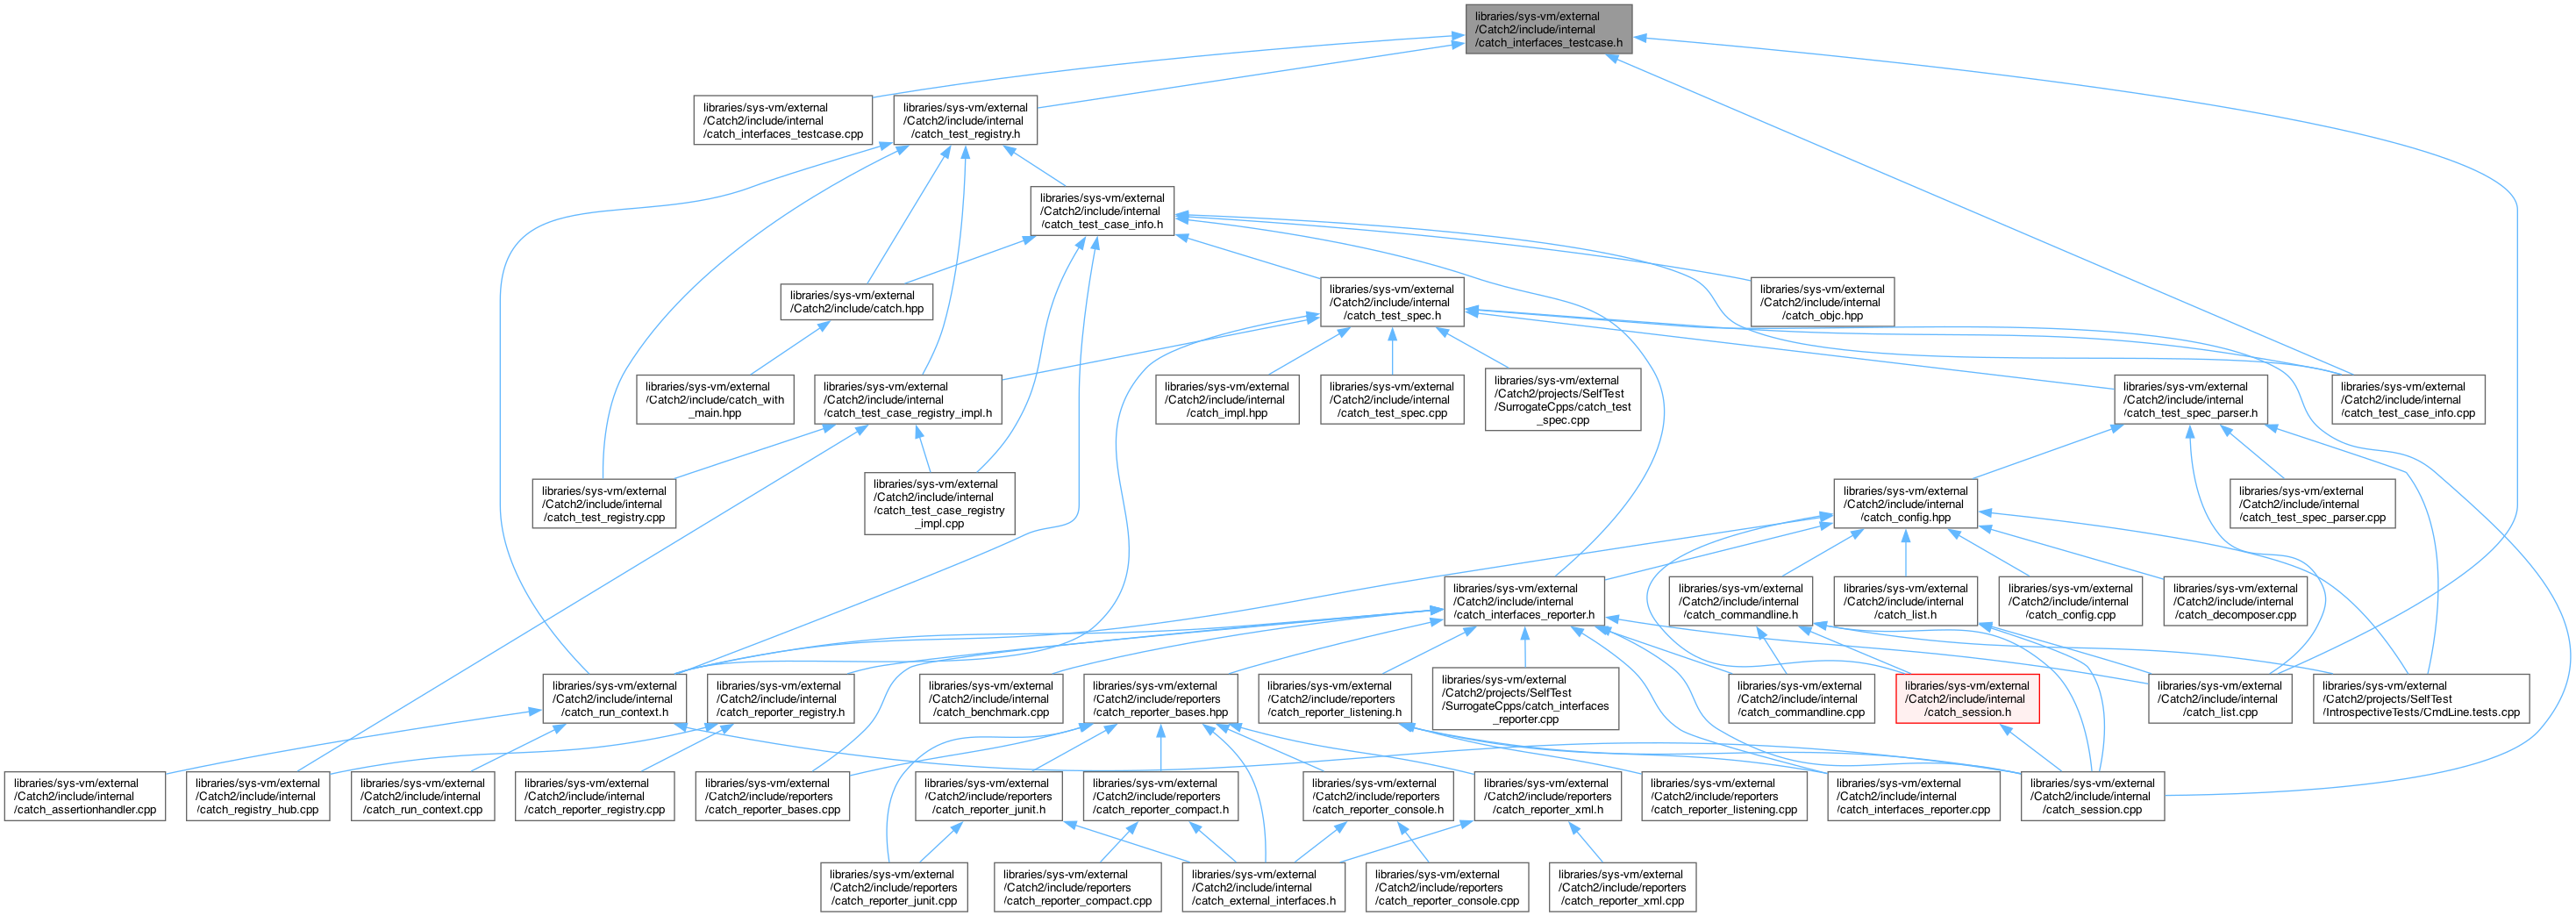 libraries/sys-vm/external
/Catch2/include/internal
/catch_interfaces_testcase.h
libraries/sys-vm/external
/Catch2/include/internal
/catch_interfaces_testcase.cpp
libraries/sys-vm/external
/Catch2/include/internal
/catch_test_registry.h
libraries/sys-vm/external
/Catch2/include/internal
/catch_test_case_info.h
libraries/sys-vm/external
/Catch2/include/catch.hpp
libraries/sys-vm/external
/Catch2/include/internal
/catch_test_spec.h
libraries/sys-vm/external
/Catch2/include/internal
/catch_objc.hpp
libraries/sys-vm/external
/Catch2/include/catch_with
_main.hpp
libraries/sys-vm/external
/Catch2/include/internal
/catch_test_case_registry_impl.h
libraries/sys-vm/external
/Catch2/include/internal
/catch_impl.hpp
libraries/sys-vm/external
/Catch2/include/internal
/catch_test_spec.cpp
libraries/sys-vm/external
/Catch2/projects/SelfTest
/SurrogateCpps/catch_test
_spec.cpp
libraries/sys-vm/external
/Catch2/include/internal
/catch_test_spec_parser.h
libraries/sys-vm/external
/Catch2/include/internal
/catch_test_case_info.cpp
libraries/sys-vm/external
/Catch2/include/internal
/catch_test_registry.cpp
libraries/sys-vm/external
/Catch2/include/internal
/catch_test_case_registry
_impl.cpp
libraries/sys-vm/external
/Catch2/include/internal
/catch_config.hpp
libraries/sys-vm/external
/Catch2/include/internal
/catch_test_spec_parser.cpp
libraries/sys-vm/external
/Catch2/include/internal
/catch_interfaces_reporter.h
libraries/sys-vm/external
/Catch2/include/internal
/catch_commandline.h
libraries/sys-vm/external
/Catch2/include/internal
/catch_list.h
libraries/sys-vm/external
/Catch2/include/internal
/catch_config.cpp
libraries/sys-vm/external
/Catch2/include/internal
/catch_decomposer.cpp
libraries/sys-vm/external
/Catch2/include/internal
/catch_run_context.h
libraries/sys-vm/external
/Catch2/include/internal
/catch_reporter_registry.h
libraries/sys-vm/external
/Catch2/include/internal
/catch_benchmark.cpp
libraries/sys-vm/external
/Catch2/include/reporters
/catch_reporter_bases.hpp
libraries/sys-vm/external
/Catch2/include/reporters
/catch_reporter_listening.h
libraries/sys-vm/external
/Catch2/projects/SelfTest
/SurrogateCpps/catch_interfaces
_reporter.cpp
libraries/sys-vm/external
/Catch2/include/internal
/catch_commandline.cpp
libraries/sys-vm/external
/Catch2/include/internal
/catch_session.h
libraries/sys-vm/external
/Catch2/include/internal
/catch_list.cpp
libraries/sys-vm/external
/Catch2/projects/SelfTest
/IntrospectiveTests/CmdLine.tests.cpp
libraries/sys-vm/external
/Catch2/include/internal
/catch_assertionhandler.cpp
libraries/sys-vm/external
/Catch2/include/internal
/catch_registry_hub.cpp
libraries/sys-vm/external
/Catch2/include/internal
/catch_run_context.cpp
libraries/sys-vm/external
/Catch2/include/internal
/catch_reporter_registry.cpp
libraries/sys-vm/external
/Catch2/include/reporters
/catch_reporter_bases.cpp
libraries/sys-vm/external
/Catch2/include/reporters
/catch_reporter_junit.h
libraries/sys-vm/external
/Catch2/include/reporters
/catch_reporter_compact.h
libraries/sys-vm/external
/Catch2/include/reporters
/catch_reporter_console.h
libraries/sys-vm/external
/Catch2/include/reporters
/catch_reporter_xml.h
libraries/sys-vm/external
/Catch2/include/reporters
/catch_reporter_listening.cpp
libraries/sys-vm/external
/Catch2/include/internal
/catch_interfaces_reporter.cpp
libraries/sys-vm/external
/Catch2/include/internal
/catch_session.cpp
libraries/sys-vm/external
/Catch2/include/reporters
/catch_reporter_junit.cpp
libraries/sys-vm/external
/Catch2/include/reporters
/catch_reporter_compact.cpp
libraries/sys-vm/external
/Catch2/include/internal
/catch_external_interfaces.h
libraries/sys-vm/external
/Catch2/include/reporters
/catch_reporter_console.cpp
libraries/sys-vm/external
/Catch2/include/reporters
/catch_reporter_xml.cpp